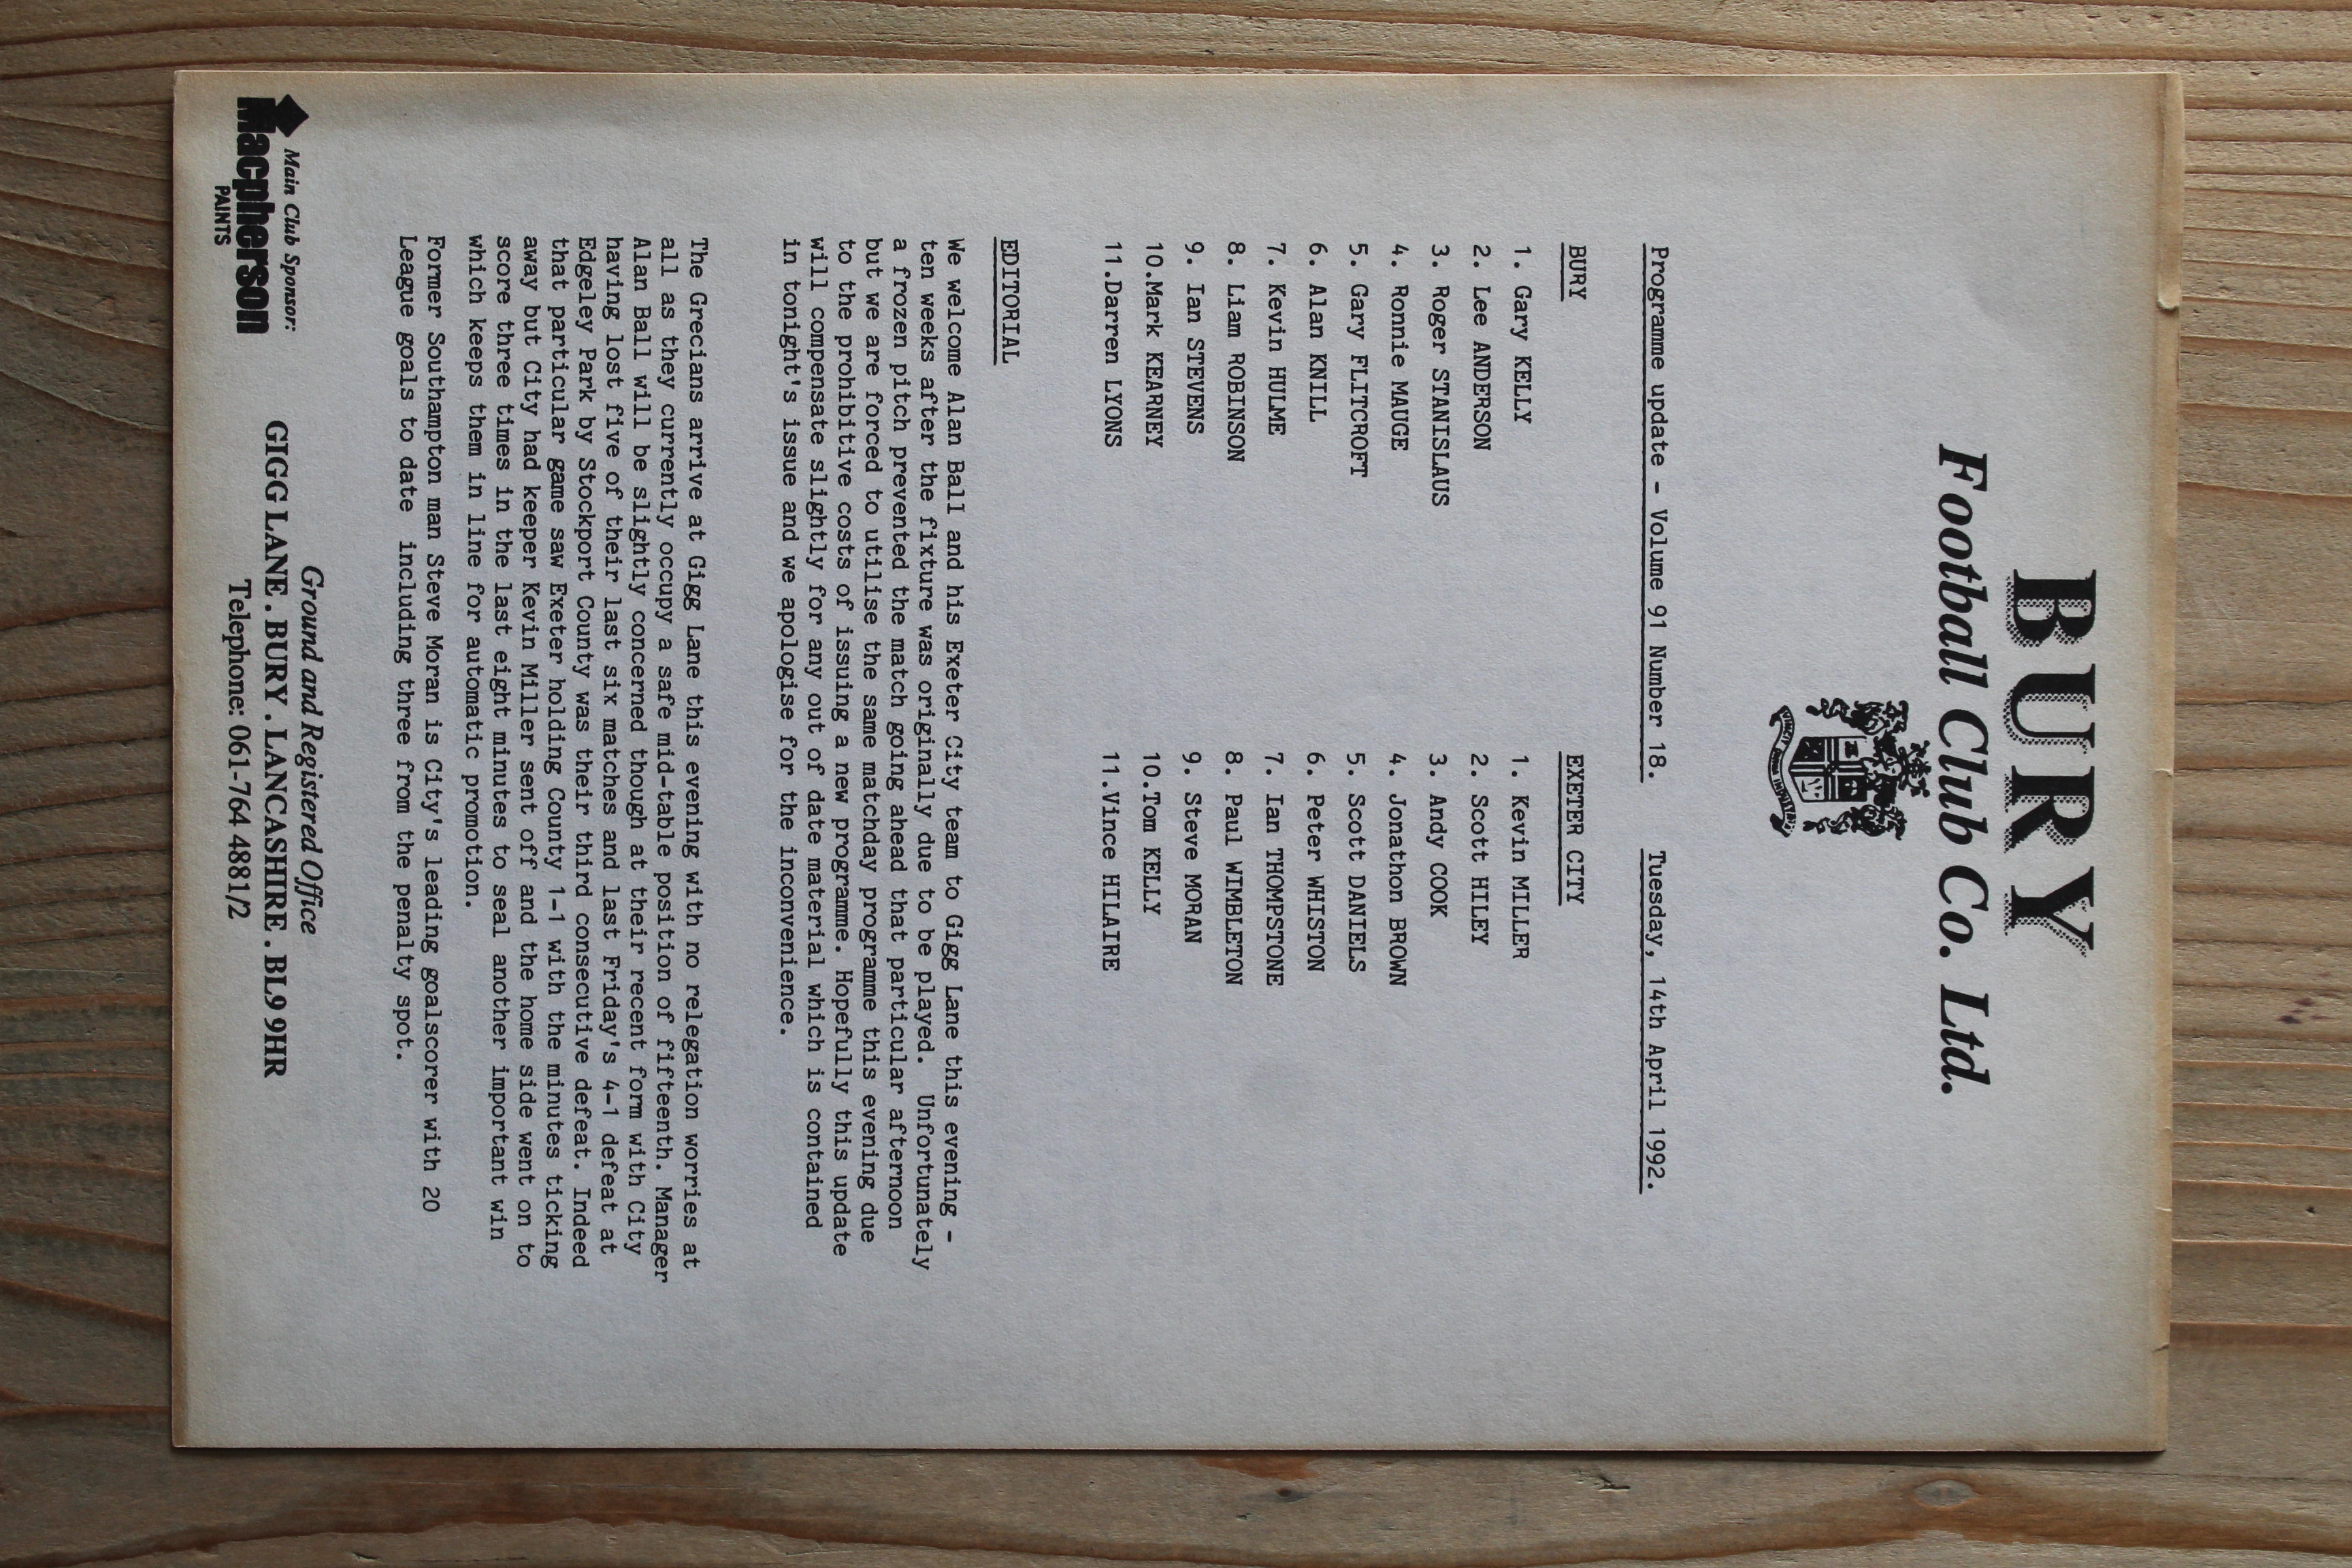 BURY
Football Club Co. Ltd.
VINCIT OMNIA INDUSTRIA
Programme update - Volume 91 Number 18. Tuesday, 14th April 1992.
BURY EXETER CITY
1. Gary KELLY 1. Kevin MILLER
2. Lee ANDERSON 2. Scott HILEY
3. Roger STANISLAUS 3. Andy COOK
4. Ronnie MAUGE 4. Jonathon BROWN
5. Gary FLITCROFT 5. Scott DANIELS
6. Alan KNILL 6. Peter WHISTON
7. Kevin HULME 7. Ian THOMPSTONE
8. Liam ROBINSON 8. Paul WIMBLETON
9. Ian STEVENS 9. Steve MORAN
10.Mark KEARNEY 10.Tom KELLY
11.Darren LYONS 11.Vince HILAIRE
EDITORIAL
We welcome Alan Ball and his Exeter City team to Gigg Lane this evening -
ten weeks after the fixture was originally due to be played. Unfortunately
a frozen pitch prevented the match going ahead that particular afternoon
but we are forced to utilise the same matchday programme this evening due
to the prohibitive costs of issuing a new programme. Hopefully this update
will compensate slightly for any out of date material which is contained
in tonight's issue and we apologise for the inconvenience.
The Grecians arrive at Gigg Lane this evening with no relegation worries at
all as they currently occupy a safe mid-table position of fifteenth. Manager
Alan Ball will be slightly concerned though at their recent form with City
having lost five of their last six matches and last Friday's 4-1 defeat at
Edgeley Park by Stockport County was their third consecutive defeat. Indeed
that particular game saw Exeter holding County 1-1 with the minutes ticking
away but City had keeper Kevin Miller sent off and the home side went on to
score three times in the last eight minutes to seal another important win
which keeps them in line for automatic promotion.
Former Southampton man Steve Moran is City's leading goalscorer with 20
League goals to date including three from the penalty spot.
Main Club Sponsor:
Macpherson
PAINTS
Ground and Registered Office
GIGG LANE . BURY . LANCASHIRE . BL9 9HR
Telephone: 061-764 4881/2